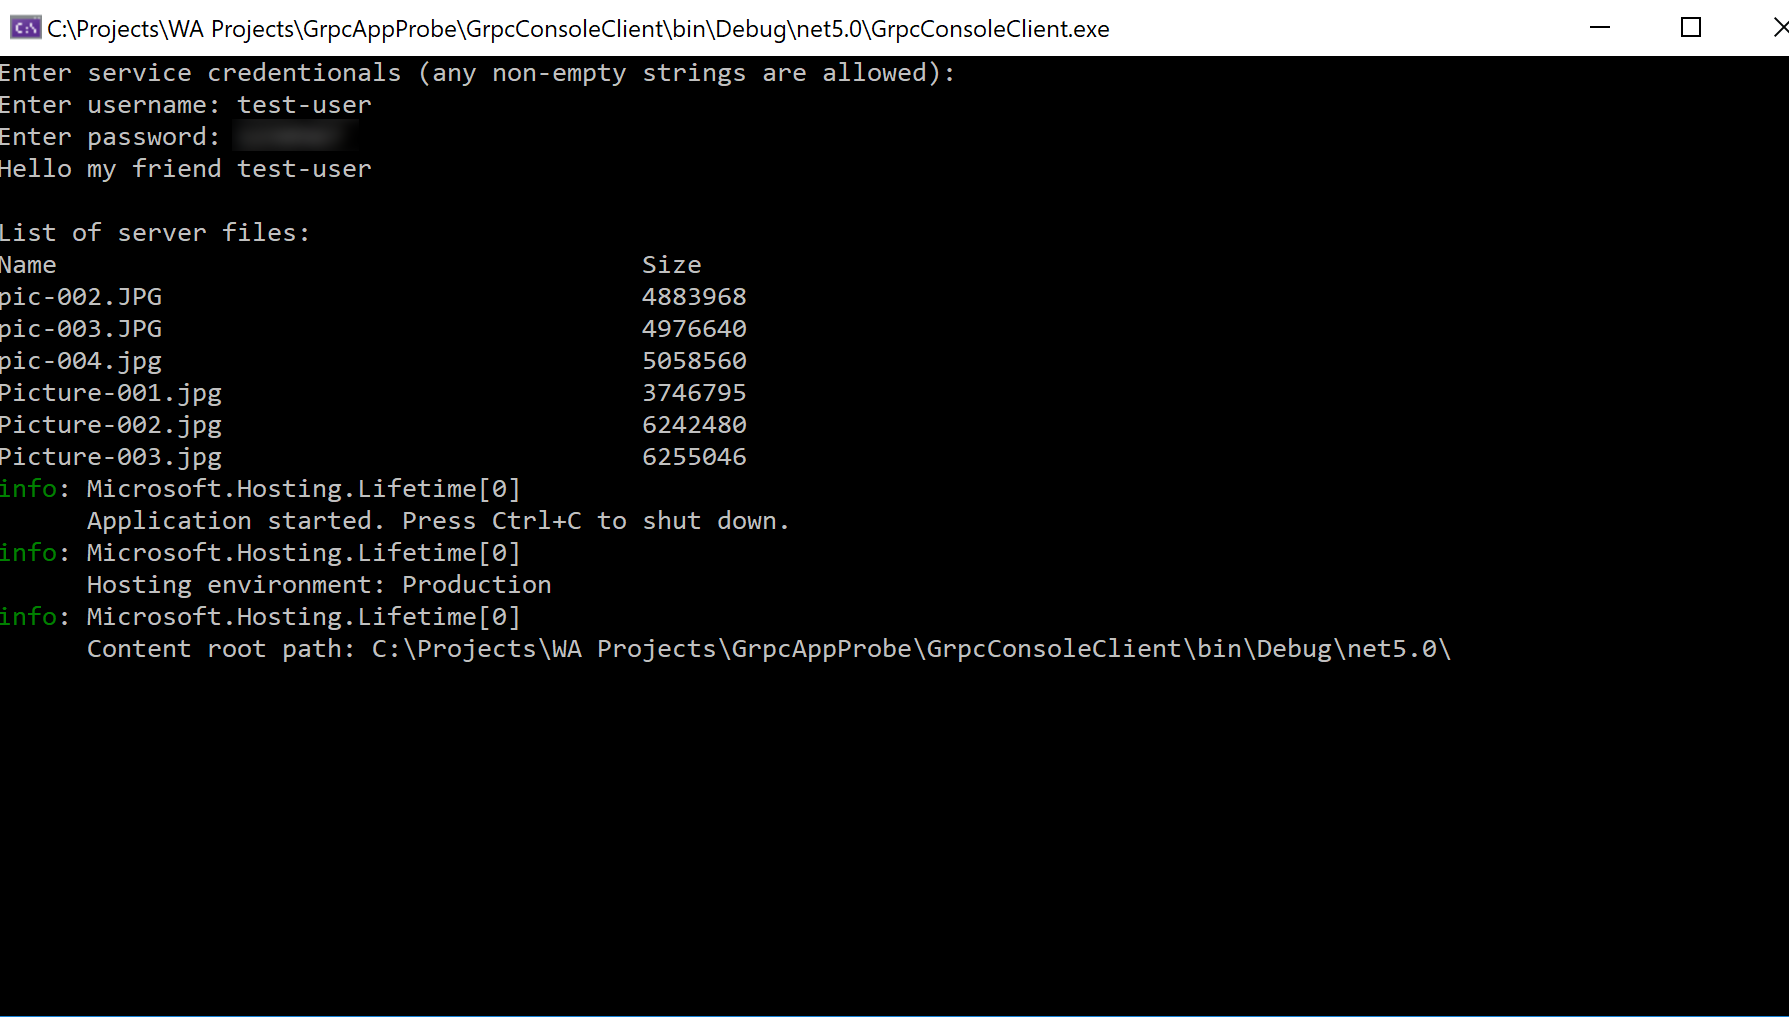 C:\Projects\WA Projects\GrpcAppProbe\GrpcConsoleClient\bin\Debug\net5.0\GrpcConsoleClient.exe
Enter service credentionals (any non-empty strings are allowed):
Enter username: test-user
Enter password:
Hello my friend test-user
List of server files:
Name Size
pic-002.JPG 4883968
pic-003.JPG 4976640
pic-004.jpg 5058560
Picture-001.jpg 3746795
Picture-002.jpg 6242480
Picture-003.jpg 6255046
info: Microsoft.Hosting.Lifetime[0]
Application started. Press Ctrl+C to shut down.
info: Microsoft.Hosting.Lifetime[0]
Hosting environment: Production
info: Microsoft.Hosting.Lifetime[0]
Content root path: C:\Projects\WA Projects\GrpcAppProbe\GrpcConsoleClient\bin\Debug\net5.0\